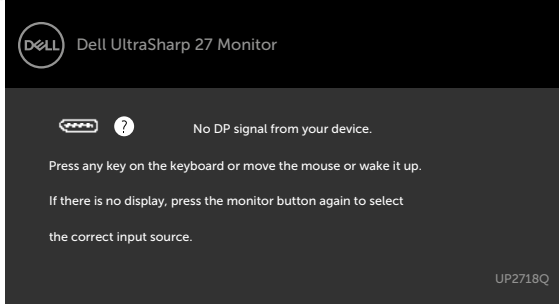 DELL Dell UltraSharp 27 Monitor
? No DP signal from your device.
Press any key on the keyboard or move the mouse or wake it up.
If there is no display, press the monitor button again to select
the correct input source.
UP2718Q